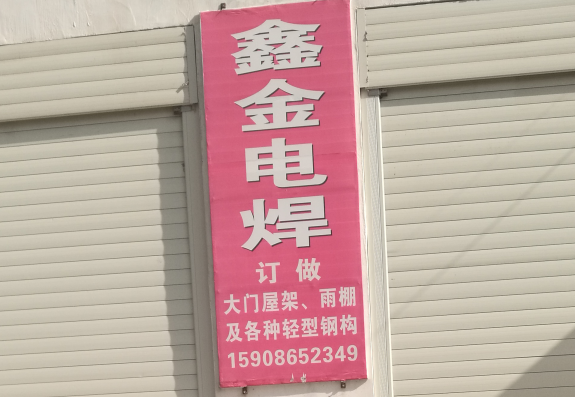 鑫金电焊
订做
大门屋架、雨棚
及各种轻型钢构
15908652349